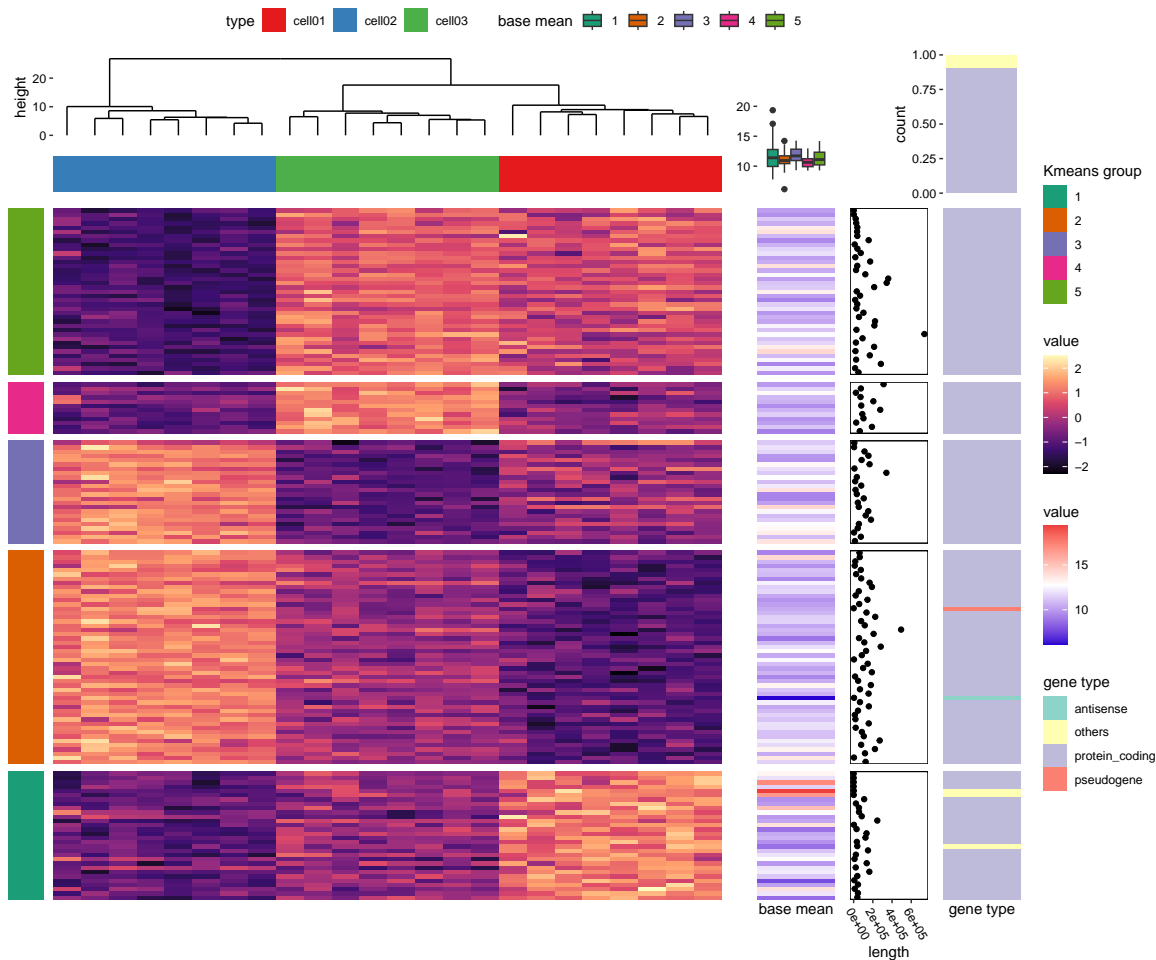 type cell01 cell02 cell03 base mean 1 2 3 4 5
height
20
10
0
20
15
10
count
1.00
0.75
0.50
0.25
0.00
Kmeans group
1
2
3
4
5
value
2
1
0
−1
−2
value
15
10
gene type
antisense
others
protein_coding
pseudogene
base mean
0e+00 2e+05 4e+05 6e+05
length
gene type